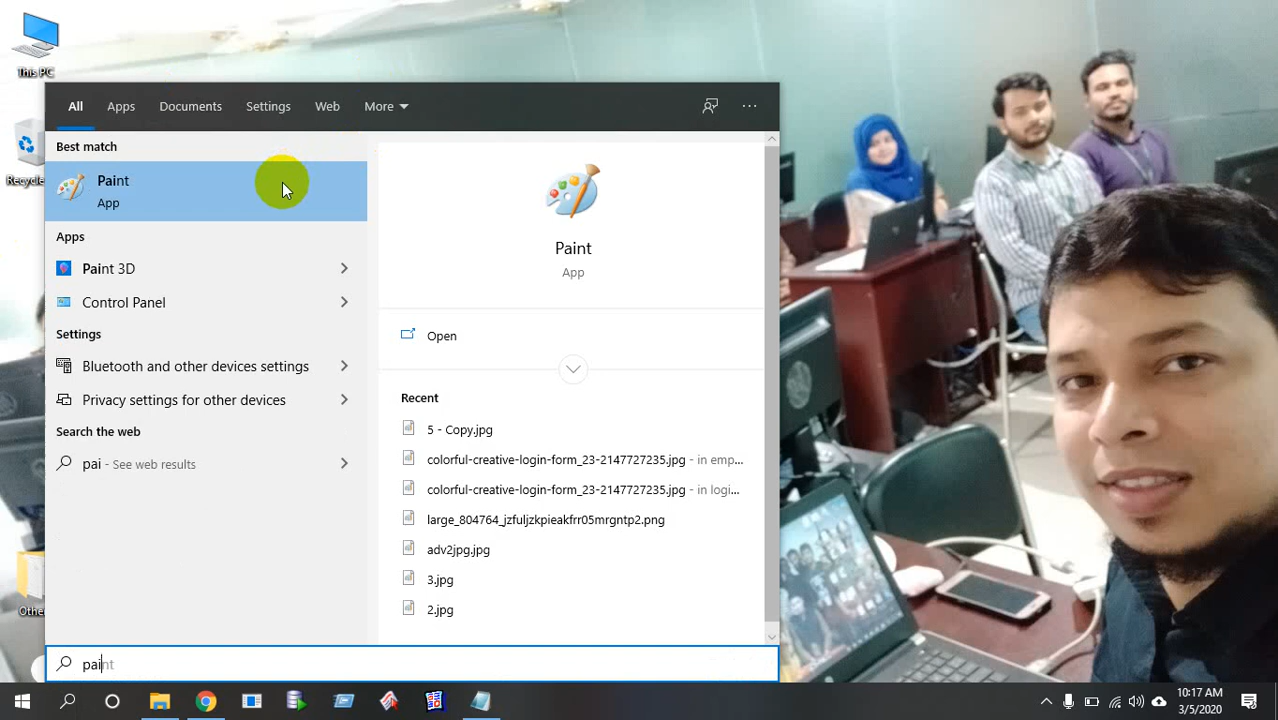 This PC
All Apps Documents Settings Web More
Best match
Recycle
Paint
App
Apps
Paint 3D
Control Panel
Settings
Bluetooth and other devices settings
Privacy settings for other devices
Search the web
pai - See web results
Paint
App
Open
Recent
5 - Copy.jpg
colorful-creative-login-form_23-2147727235.jpg - in emp...
colorful-creative-login-form_23-2147727235.jpg - in logi...
large_804764_jzfuljzkpieakfrr05mrgntp2.png
adv2jpg.jpg
3.jpg
2.jpg
Othe
paint
10:17 AM
3/5/2020